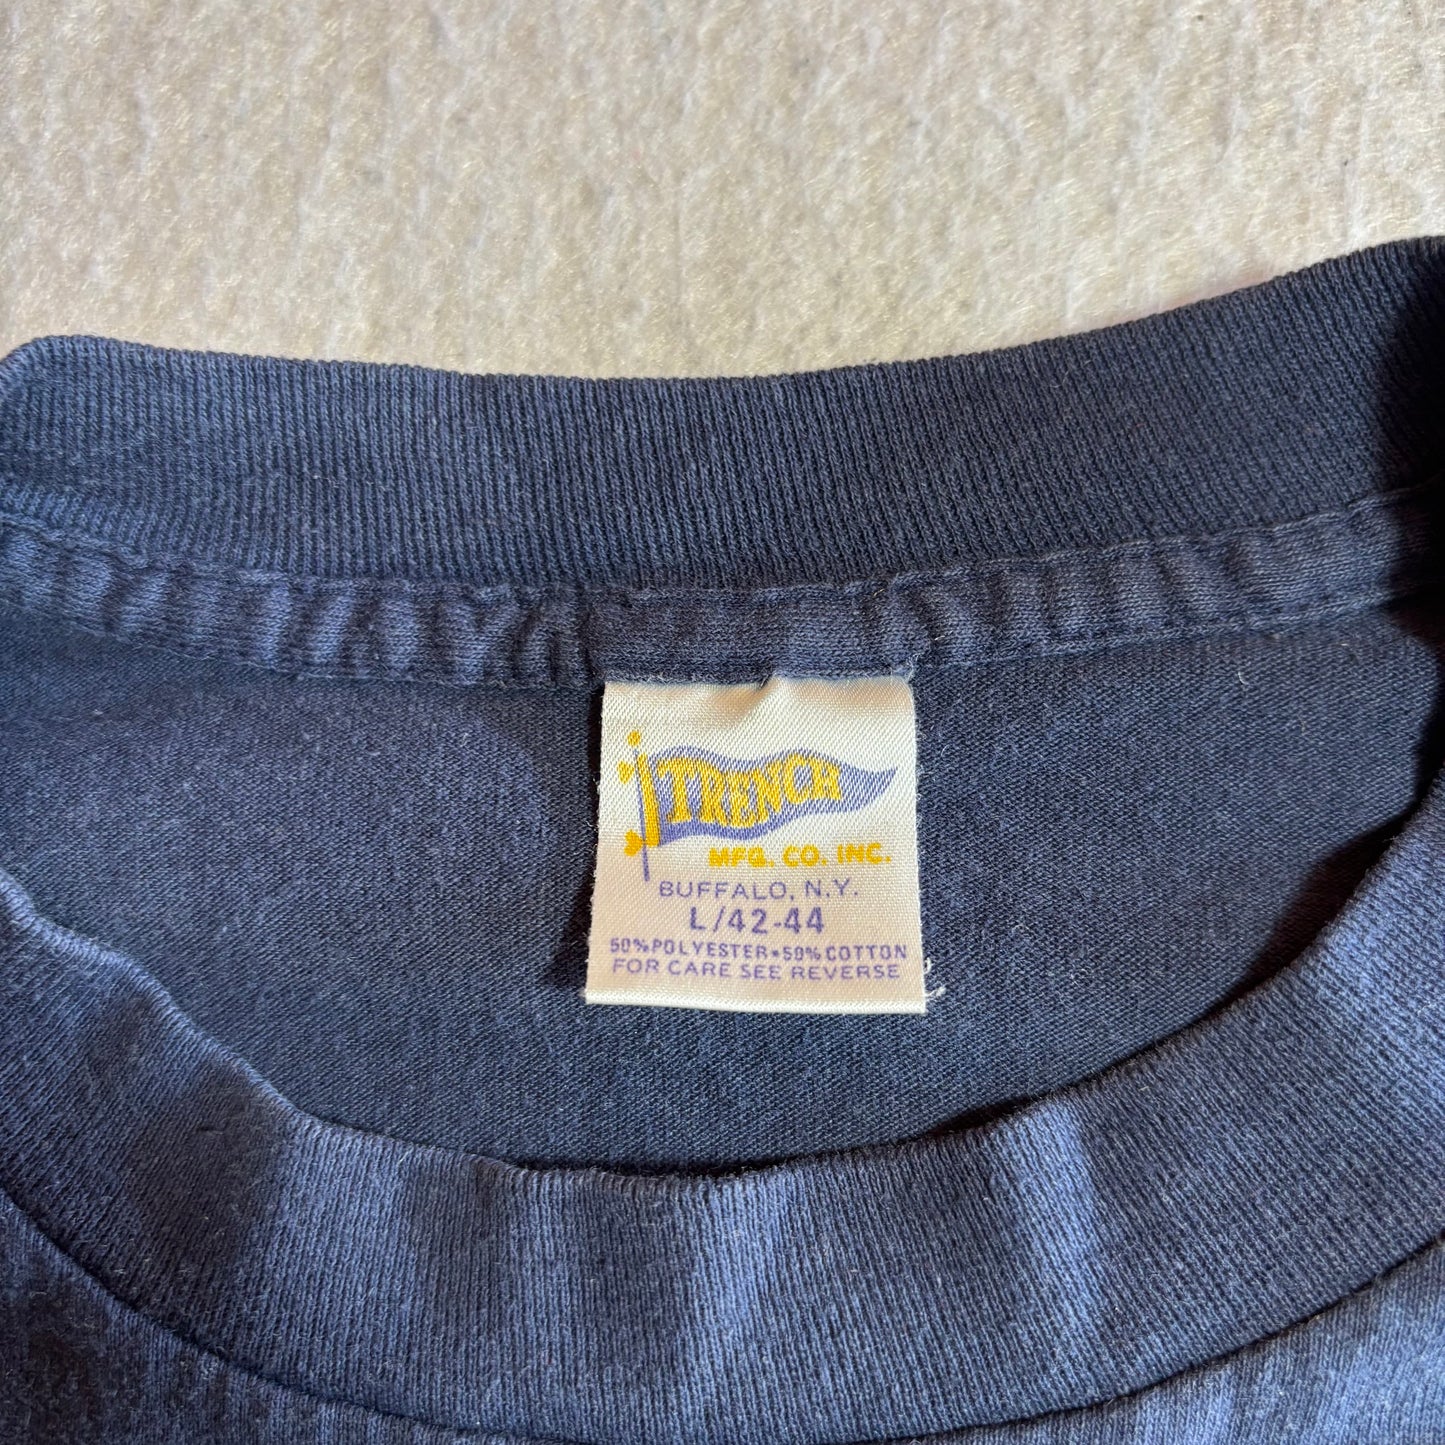 TRENCH
MFG. CO. INC.
BUFFALO, N.Y.
L/42-44
50% POLYESTER•50% COTTON
FOR CARE SEE REVERSE